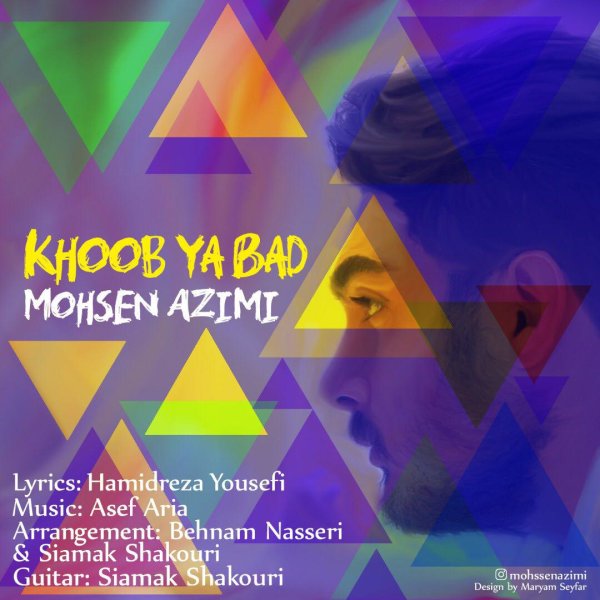 KHOOB YA BAD
MOHSEN AZIMI
Lyrics: Hamidreza Yousefi
Music: Asef Aria
Arrangement: Behnam Nasseri
& Siamak Shakouri
Guitar: Siamak Shakouri
mohssenazimi
Design by Maryam Seyfar